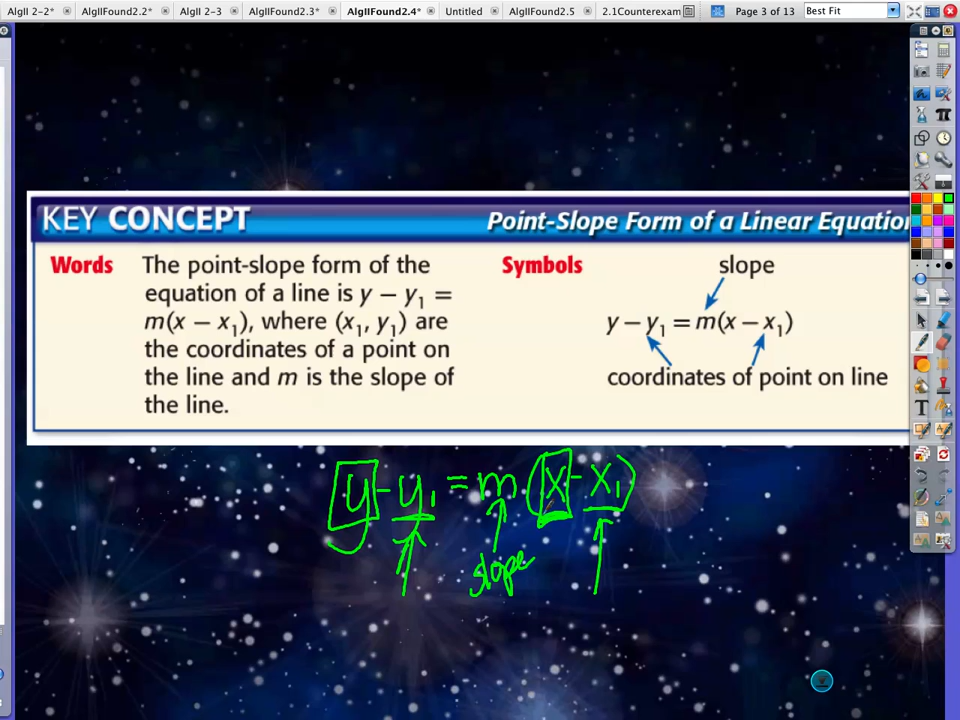 AlgII 2-2* AlgIIFound2.2* AlgII 2-3 AlgIIFound2.3* AlgIIFound2.4* Untitled AlgIIFound2.5 2.1Counterexam Page 3 of 13 Best Fit
KEY CONCEPT Point-Slope Form of a Linear Equation
Words The point-slope form of the
equation of a line is y − y₁ =
m(x − x₁), where (x₁, y₁) are
the coordinates of a point on
the line and m is the slope of
the line.
Symbols slope
y − y₁ = m(x − x₁)
coordinates of point on line
y - y₁ = m (x - x₁)
slope